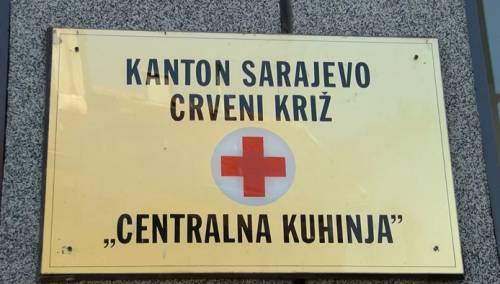 KANTON SARAJEVO
CRVENI KRIŽ
„CENTRALNA KUHINJA”